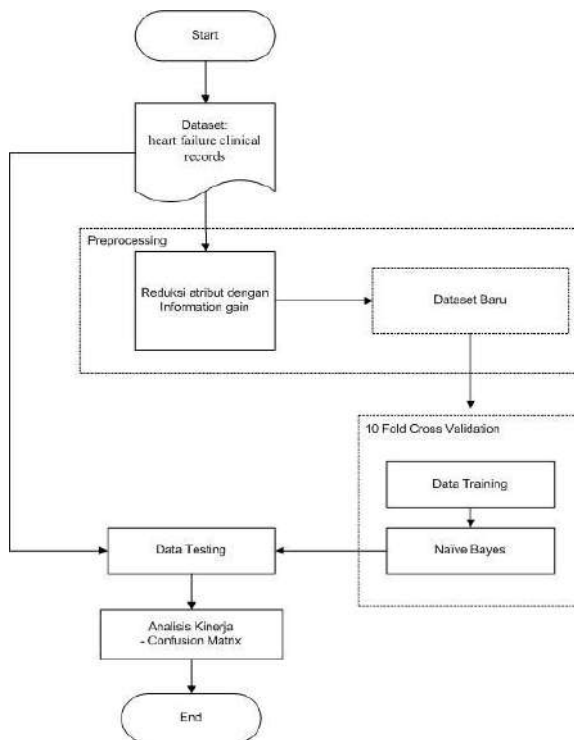 Start
Dataset:
heart failure clinical
records
Preprocessing
Reduksi atribut dengan
Information gain
Dataset Baru
10 Fold Cross Validation
Data Training
Naïve Bayes
Data Testing
Analisis Kinerja
- Confusion Matrix
End